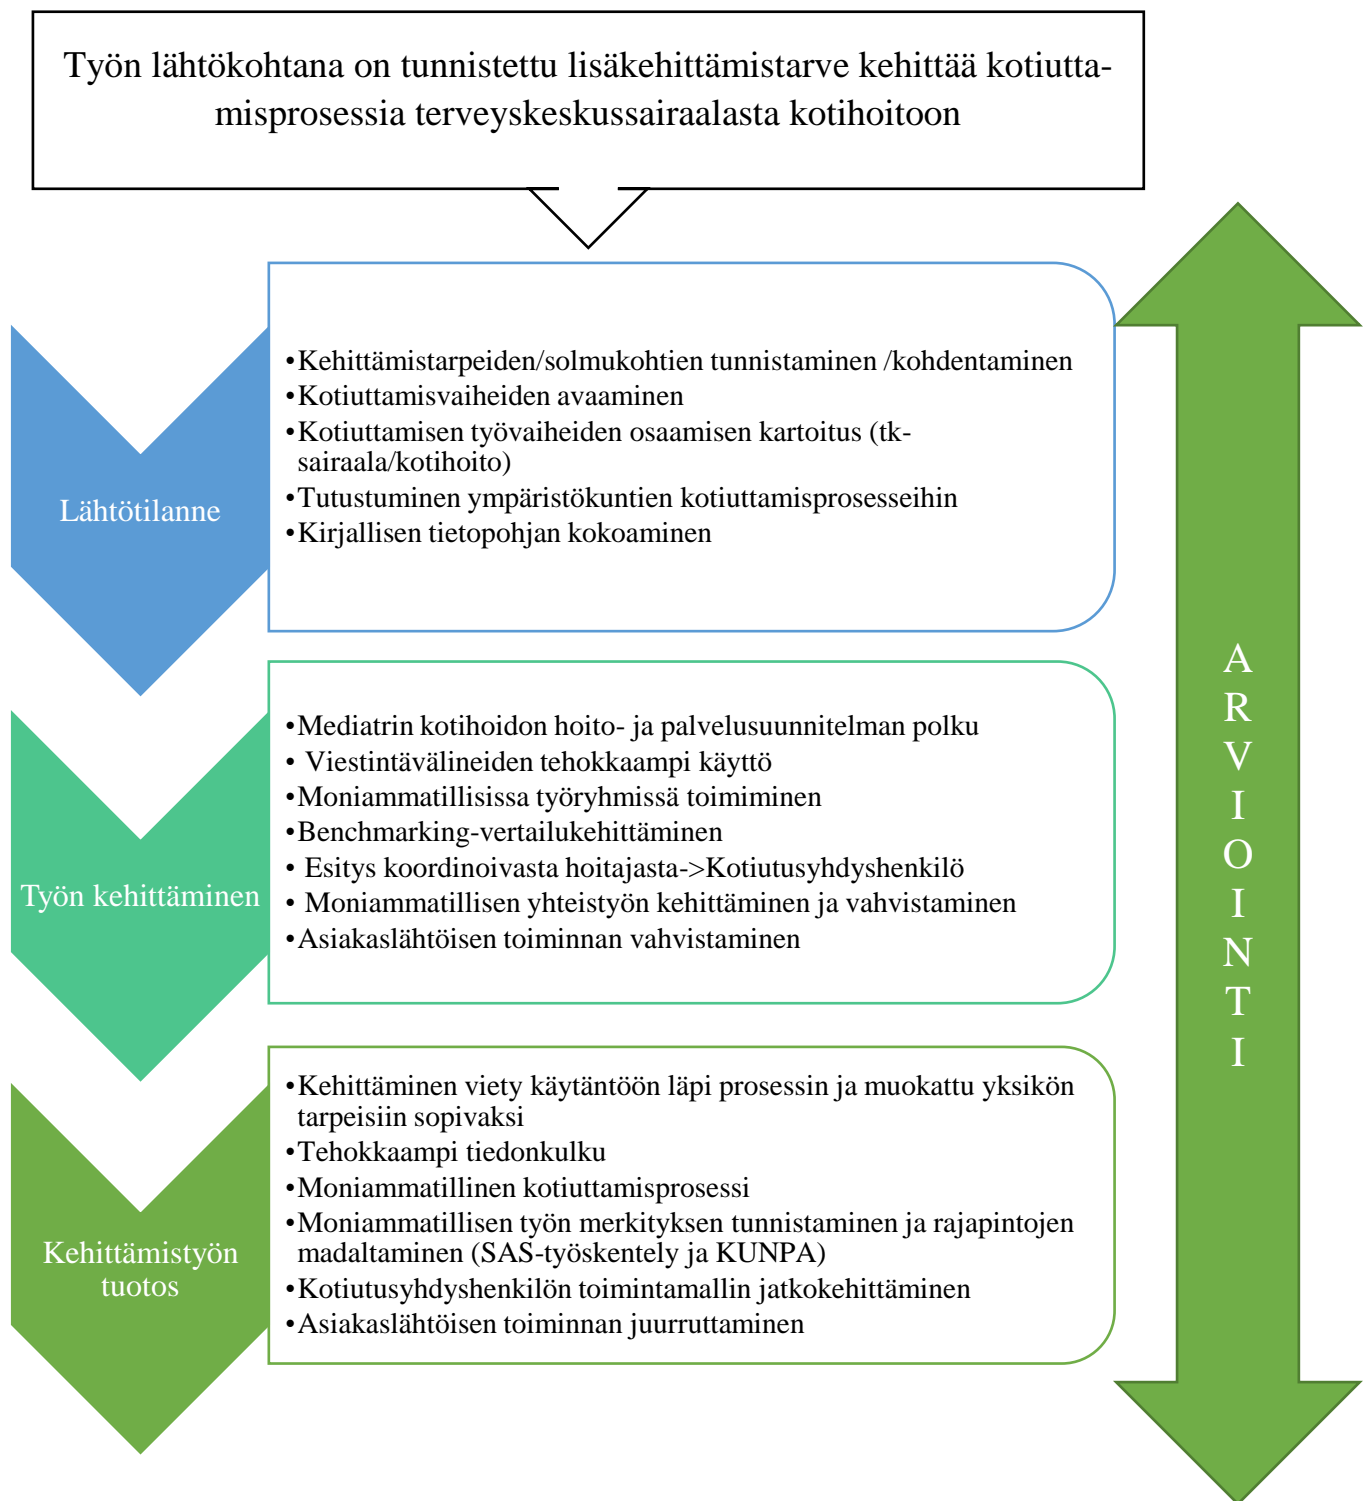 Työn lähtökohtana on tunnistettu lisäkehittämistarve kehittää kotiutta-
misprosessia terveyskeskussairaalasta kotihoitoon
Lähtötilanne
•Kehittämistarpeiden/solmukohtien tunnistaminen /kohdentaminen
•Kotiuttamisvaiheiden avaaminen
•Kotiuttamisen työvaiheiden osaamisen kartoitus (tk-
sairaala/kotihoito)
•Tutustuminen ympäristökuntien kotiuttamisprosesseihin
•Kirjallisen tietopohjan kokoaminen
Työn kehittäminen
•Mediatrin kotihoidon hoito- ja palvelusuunnitelman polku
• Viestintävälineiden tehokkaampi käyttö
•Moniammatillisissa työryhmissä toimiminen
•Benchmarking-vertailukehittäminen
• Esitys koordinoivasta hoitajasta->Kotiutusyhdyshenkilö
• Moniammatillisen yhteistyön kehittäminen ja vahvistaminen
•Asiakaslähtöisen toiminnan vahvistaminen
Kehittämistyön
tuotos
•Kehittäminen viety käytäntöön läpi prosessin ja muokattu yksikön
tarpeisiin sopivaksi
•Tehokkaampi tiedonkulku
•Moniammatillinen kotiuttamisprosessi
•Moniammatillisen työn merkityksen tunnistaminen ja rajapintojen
madaltaminen (SAS-työskentely ja KUNPA)
•Kotiutusyhdyshenkilön toimintamallin jatkokehittäminen
•Asiakaslähtöisen toiminnan juurruttaminen
A
R
V
I
O
I
N
T
I